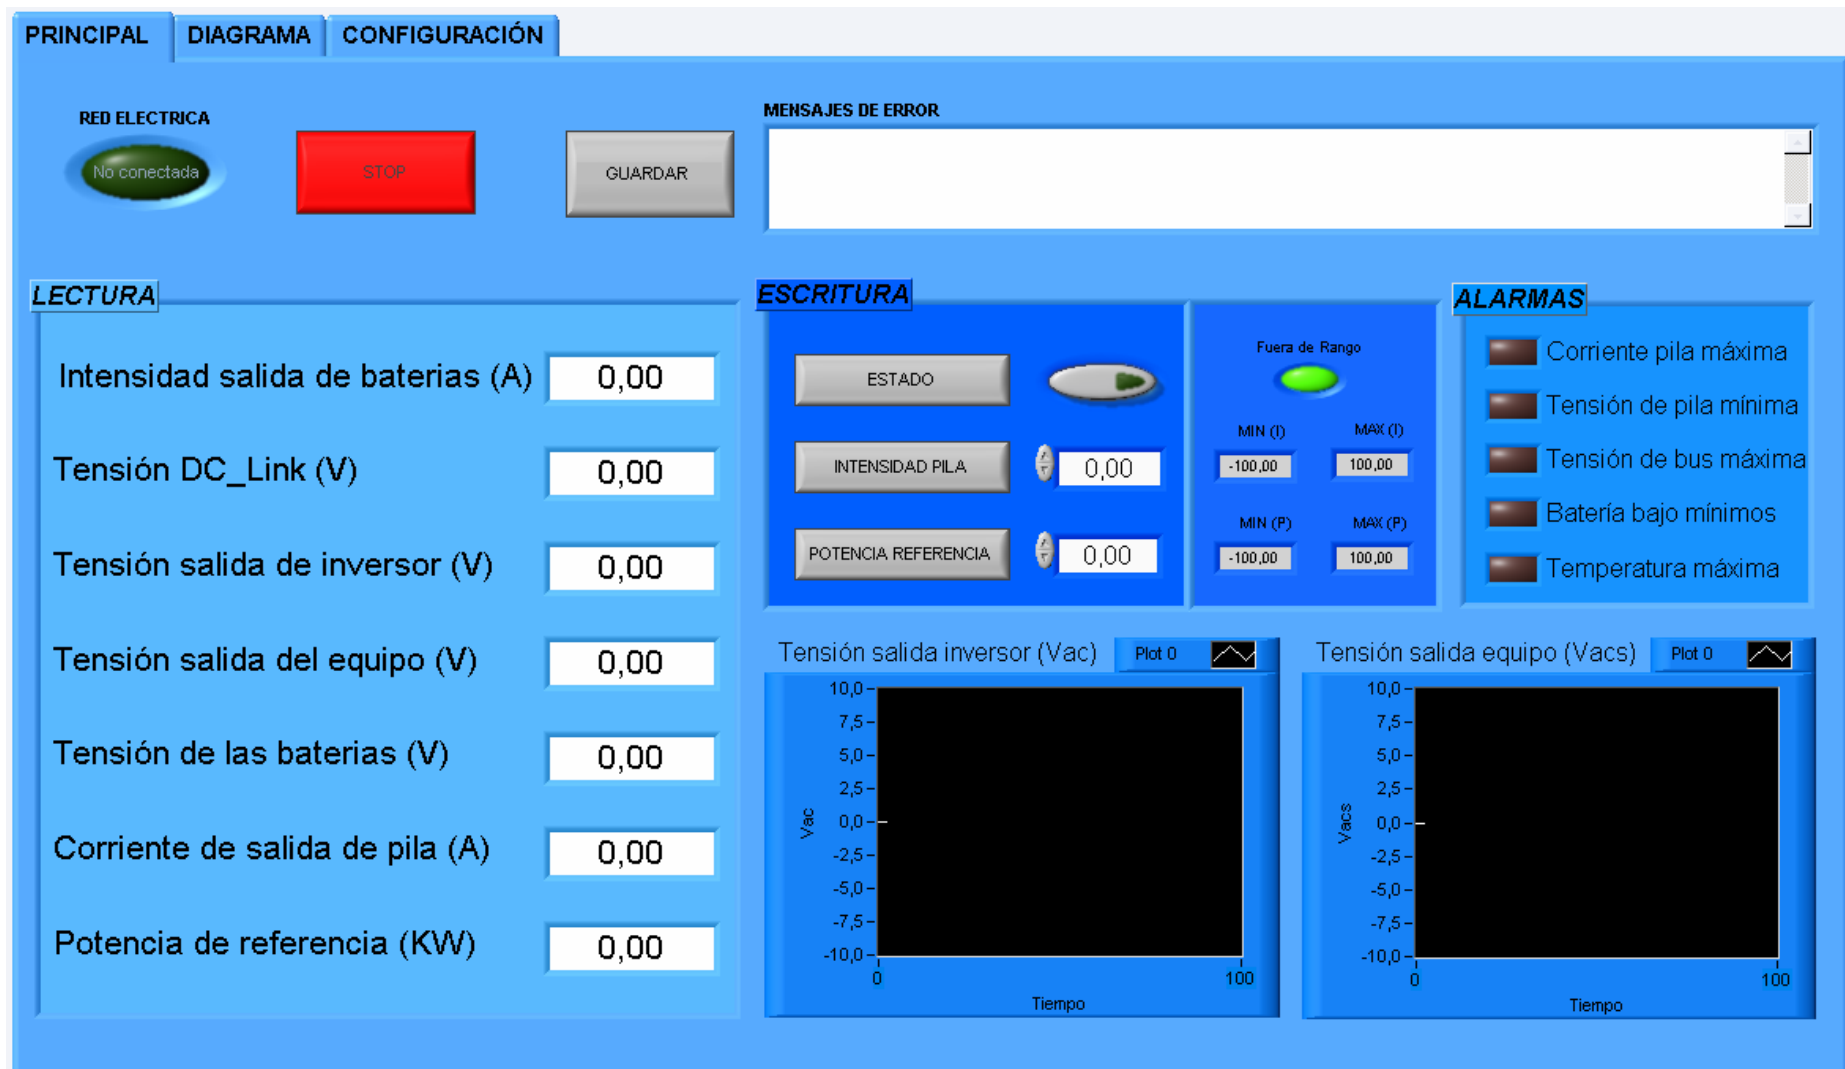 PRINCIPAL DIAGRAMA CONFIGURACIÓN
RED ELECTRICA
No conectada
STOP
GUARDAR
MENSAJES DE ERROR
LECTURA
Intensidad salida de baterias (A) 0,00
Tensión DC_Link (V) 0,00
Tensión salida de inversor (V) 0,00
Tensión salida del equipo (V) 0,00
Tensión de las baterias (V) 0,00
Corriente de salida de pila (A) 0,00
Potencia de referencia (KW) 0,00
ESCRITURA
ESTADO
INTENSIDAD PILA 0,00
POTENCIA REFERENCIA 0,00
Fuera de Rango
MIN (I) MAX (I)
-100,00 100,00
MIN (P) MAX (P)
-100,00 100,00
ALARMAS
Corriente pila máxima
Tensión de pila mínima
Tensión de bus máxima
Batería bajo mínimos
Temperatura máxima
Tensión salida inversor (Vac) Plot 0
10,0
7,5
5,0
2,5
0,0
-2,5
-5,0
-7,5
-10,0
Vac
0 100
Tiempo
Tensión salida equipo (Vacs) Plot 0
10,0
7,5
5,0
2,5
0,0
-2,5
-5,0
-7,5
-10,0
Vacs
0 100
Tiempo